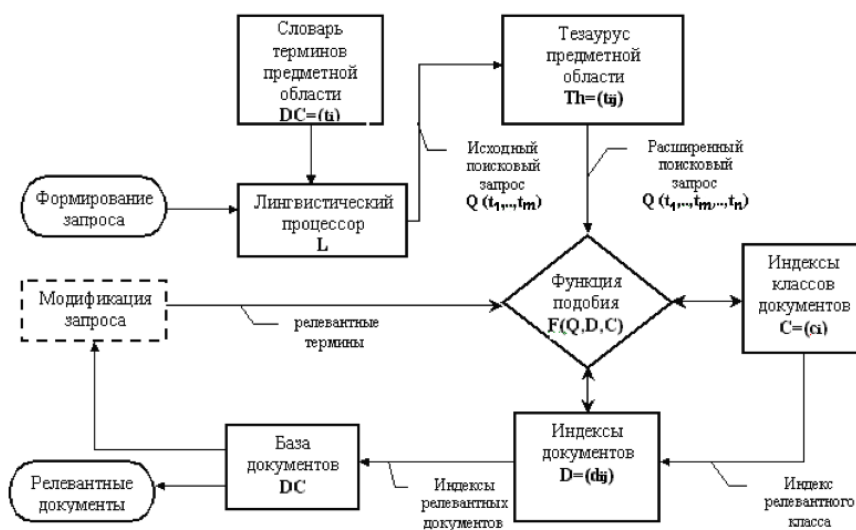 Словарь
терминов
предметной
области
DC=(ti)
Тезаурус
предметной
области
Th=(tij)
Исходный
поисковый
запрос
Q (t1,..,tm)
Расширенный
поисковый
запрос
Q (t1,..,tm,..,tn)
Формирование
запроса
Лингвистический
процессор
L
Модификация
запроса
релевантные
термины
Функция
подобия
F(Q,D,C)
Индексы
классов
документов
C=(ci)
База
документов
DC
Индексы
документов
D=(dij)
Релевантные
документы
Индексы
релевантных
документов
Индекс
релевантного
класса